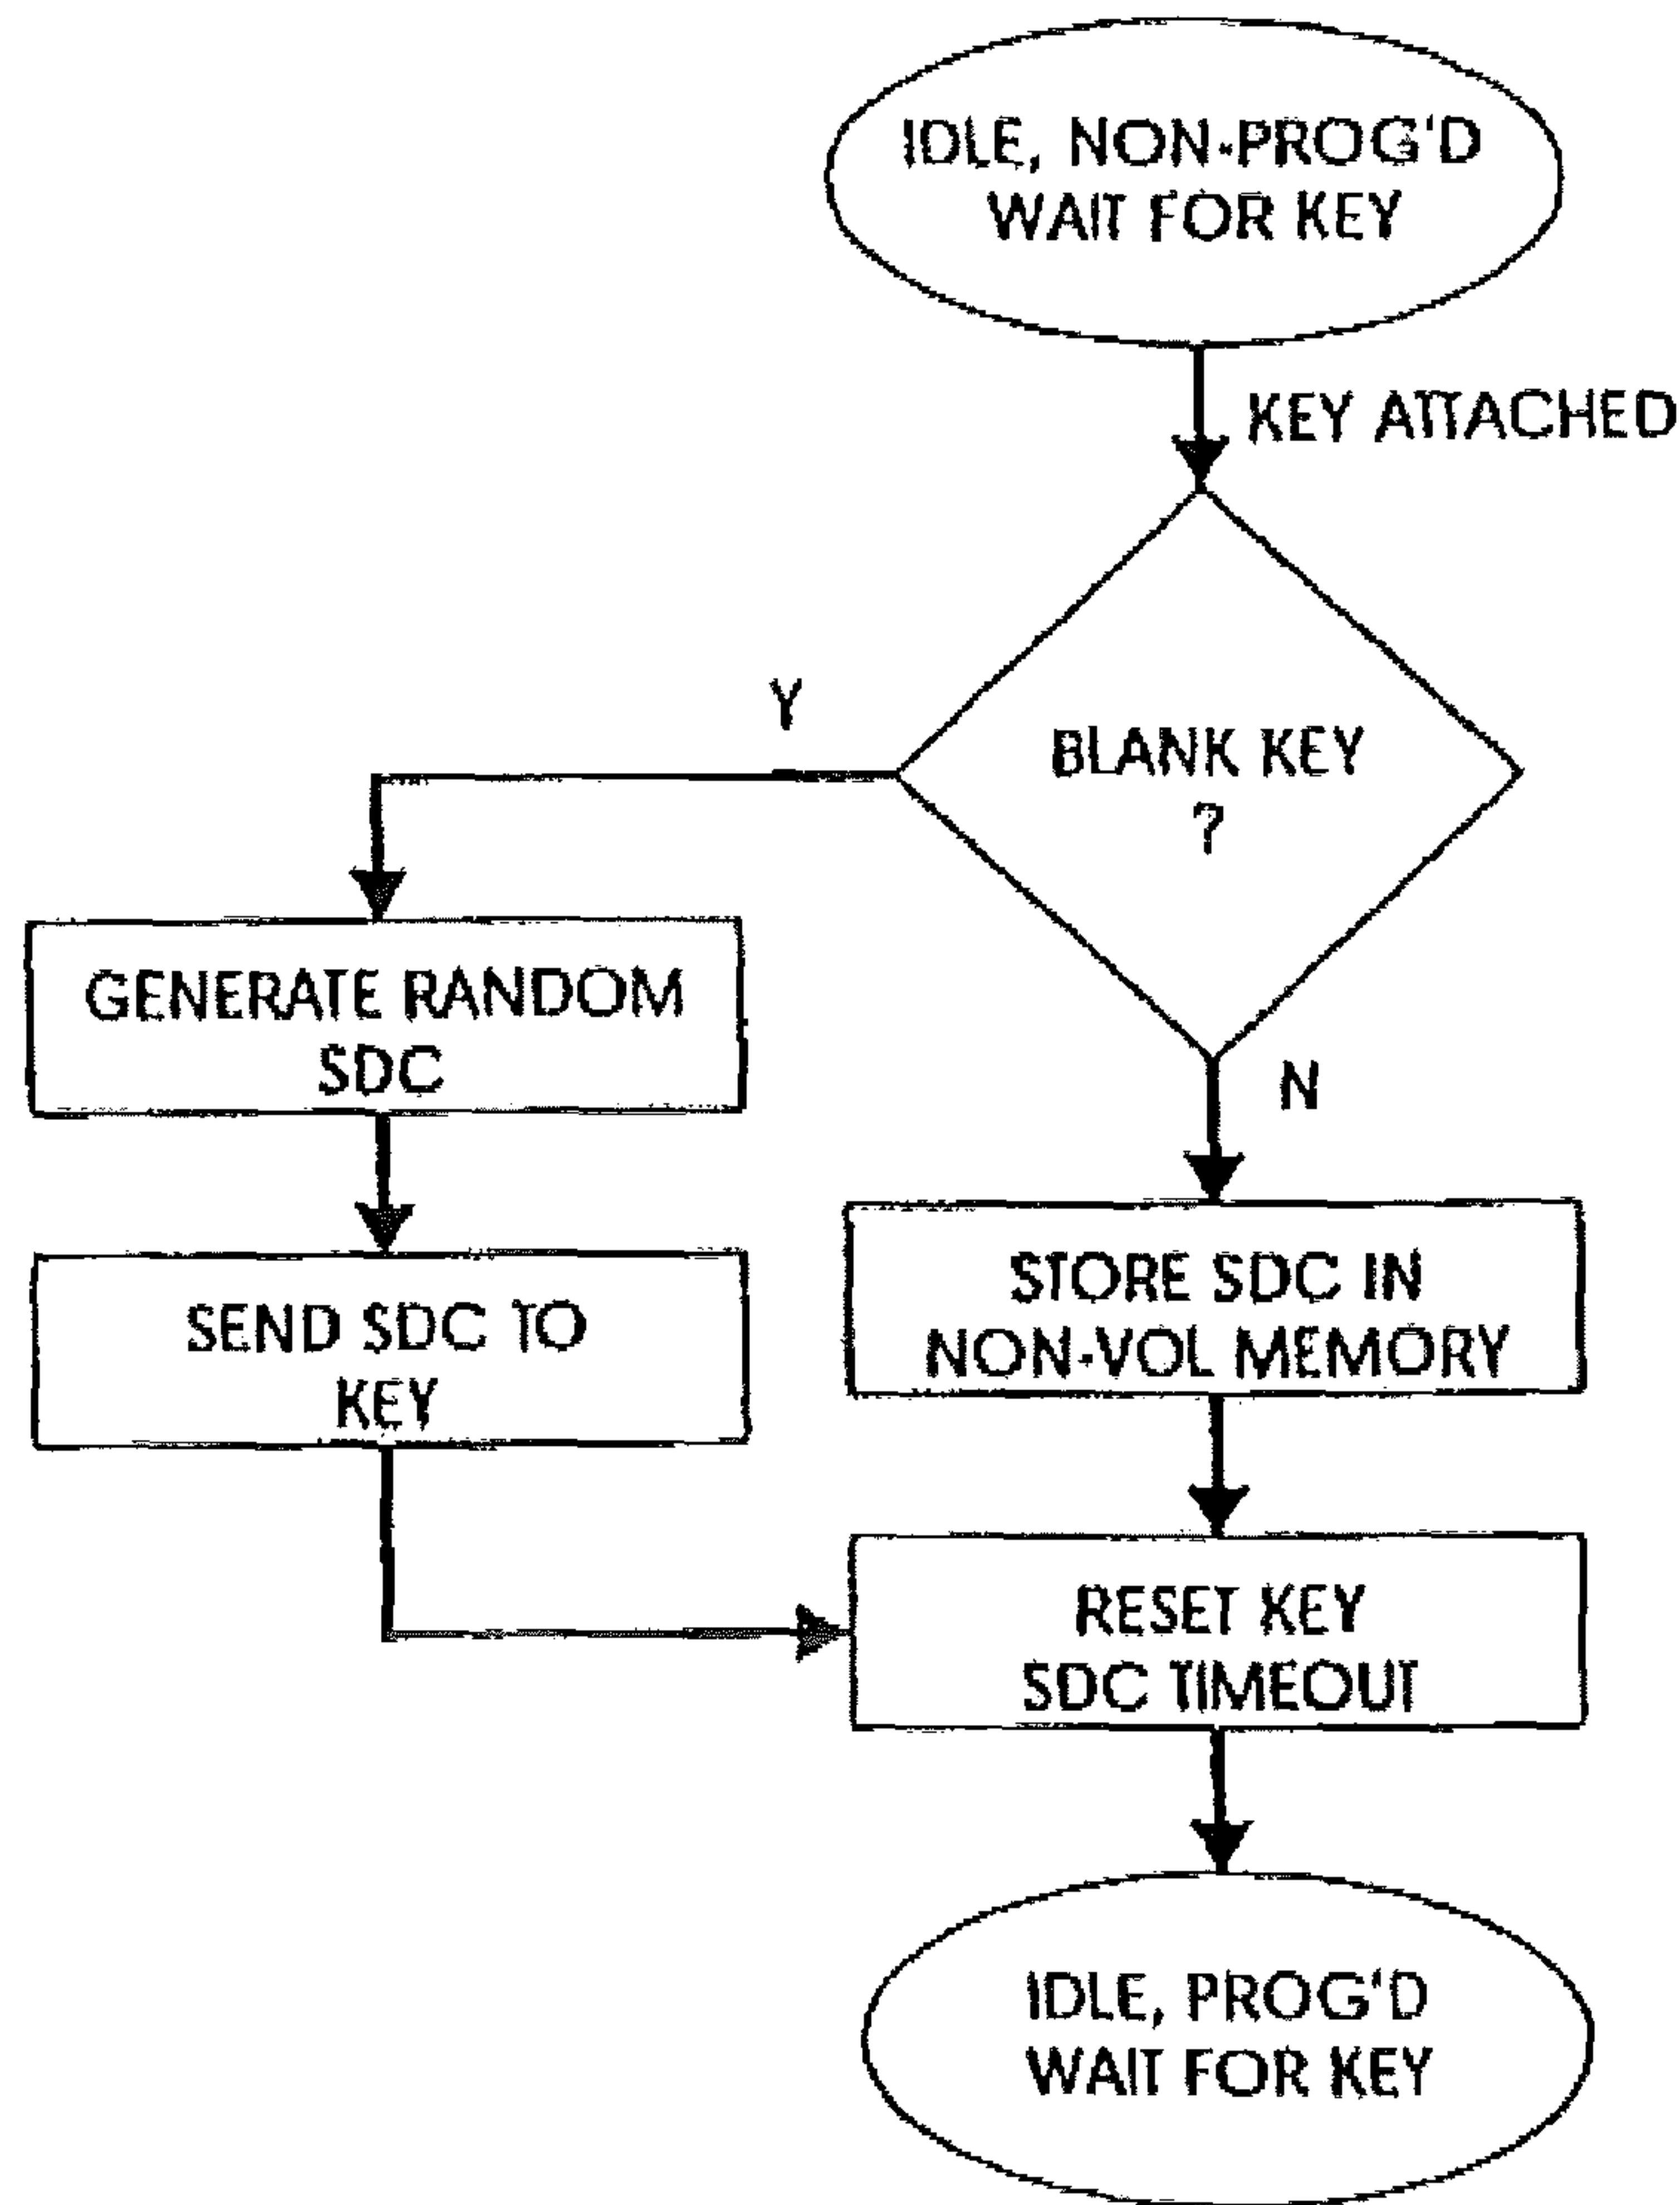 IDLE, NON-PROG'D
WAIT FOR KEY
KEY ATTACHED
Y
BLANK KEY
?
GENERATE RANDOM
SDC
N
SEND SDC TO
KEY
STORE SDC IN
NON-VOL MEMORY
RESET KEY
SDC TIMEOUT
IDLE, PROG'D
WAIT FOR KEY